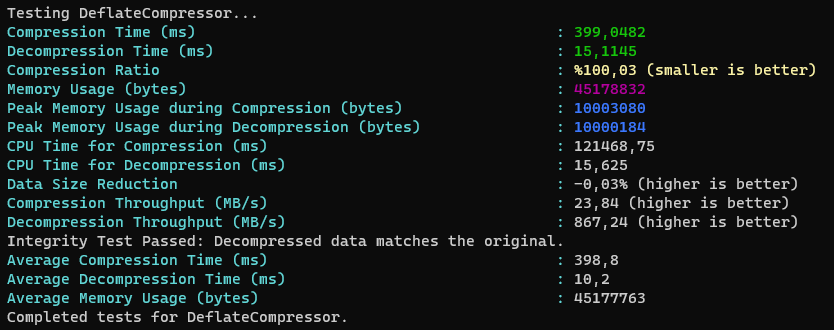 Testing DeflateCompressor...
Compression Time (ms) : 399,0482
Decompression Time (ms) : 15,1145
Compression Ratio : %100,03 (smaller is better)
Memory Usage (bytes) : 45178832
Peak Memory Usage during Compression (bytes) : 10003080
Peak Memory Usage during Decompression (bytes) : 10000184
CPU Time for Compression (ms) : 121468,75
CPU Time for Decompression (ms) : 15,625
Data Size Reduction : -0,03% (higher is better)
Compression Throughput (MB/s) : 23,84 (higher is better)
Decompression Throughput (MB/s) : 867,24 (higher is better)
Integrity Test Passed: Decompressed data matches the original.
Average Compression Time (ms) : 398,8
Average Decompression Time (ms) : 10,2
Average Memory Usage (bytes) : 45177763
Completed tests for DeflateCompressor.